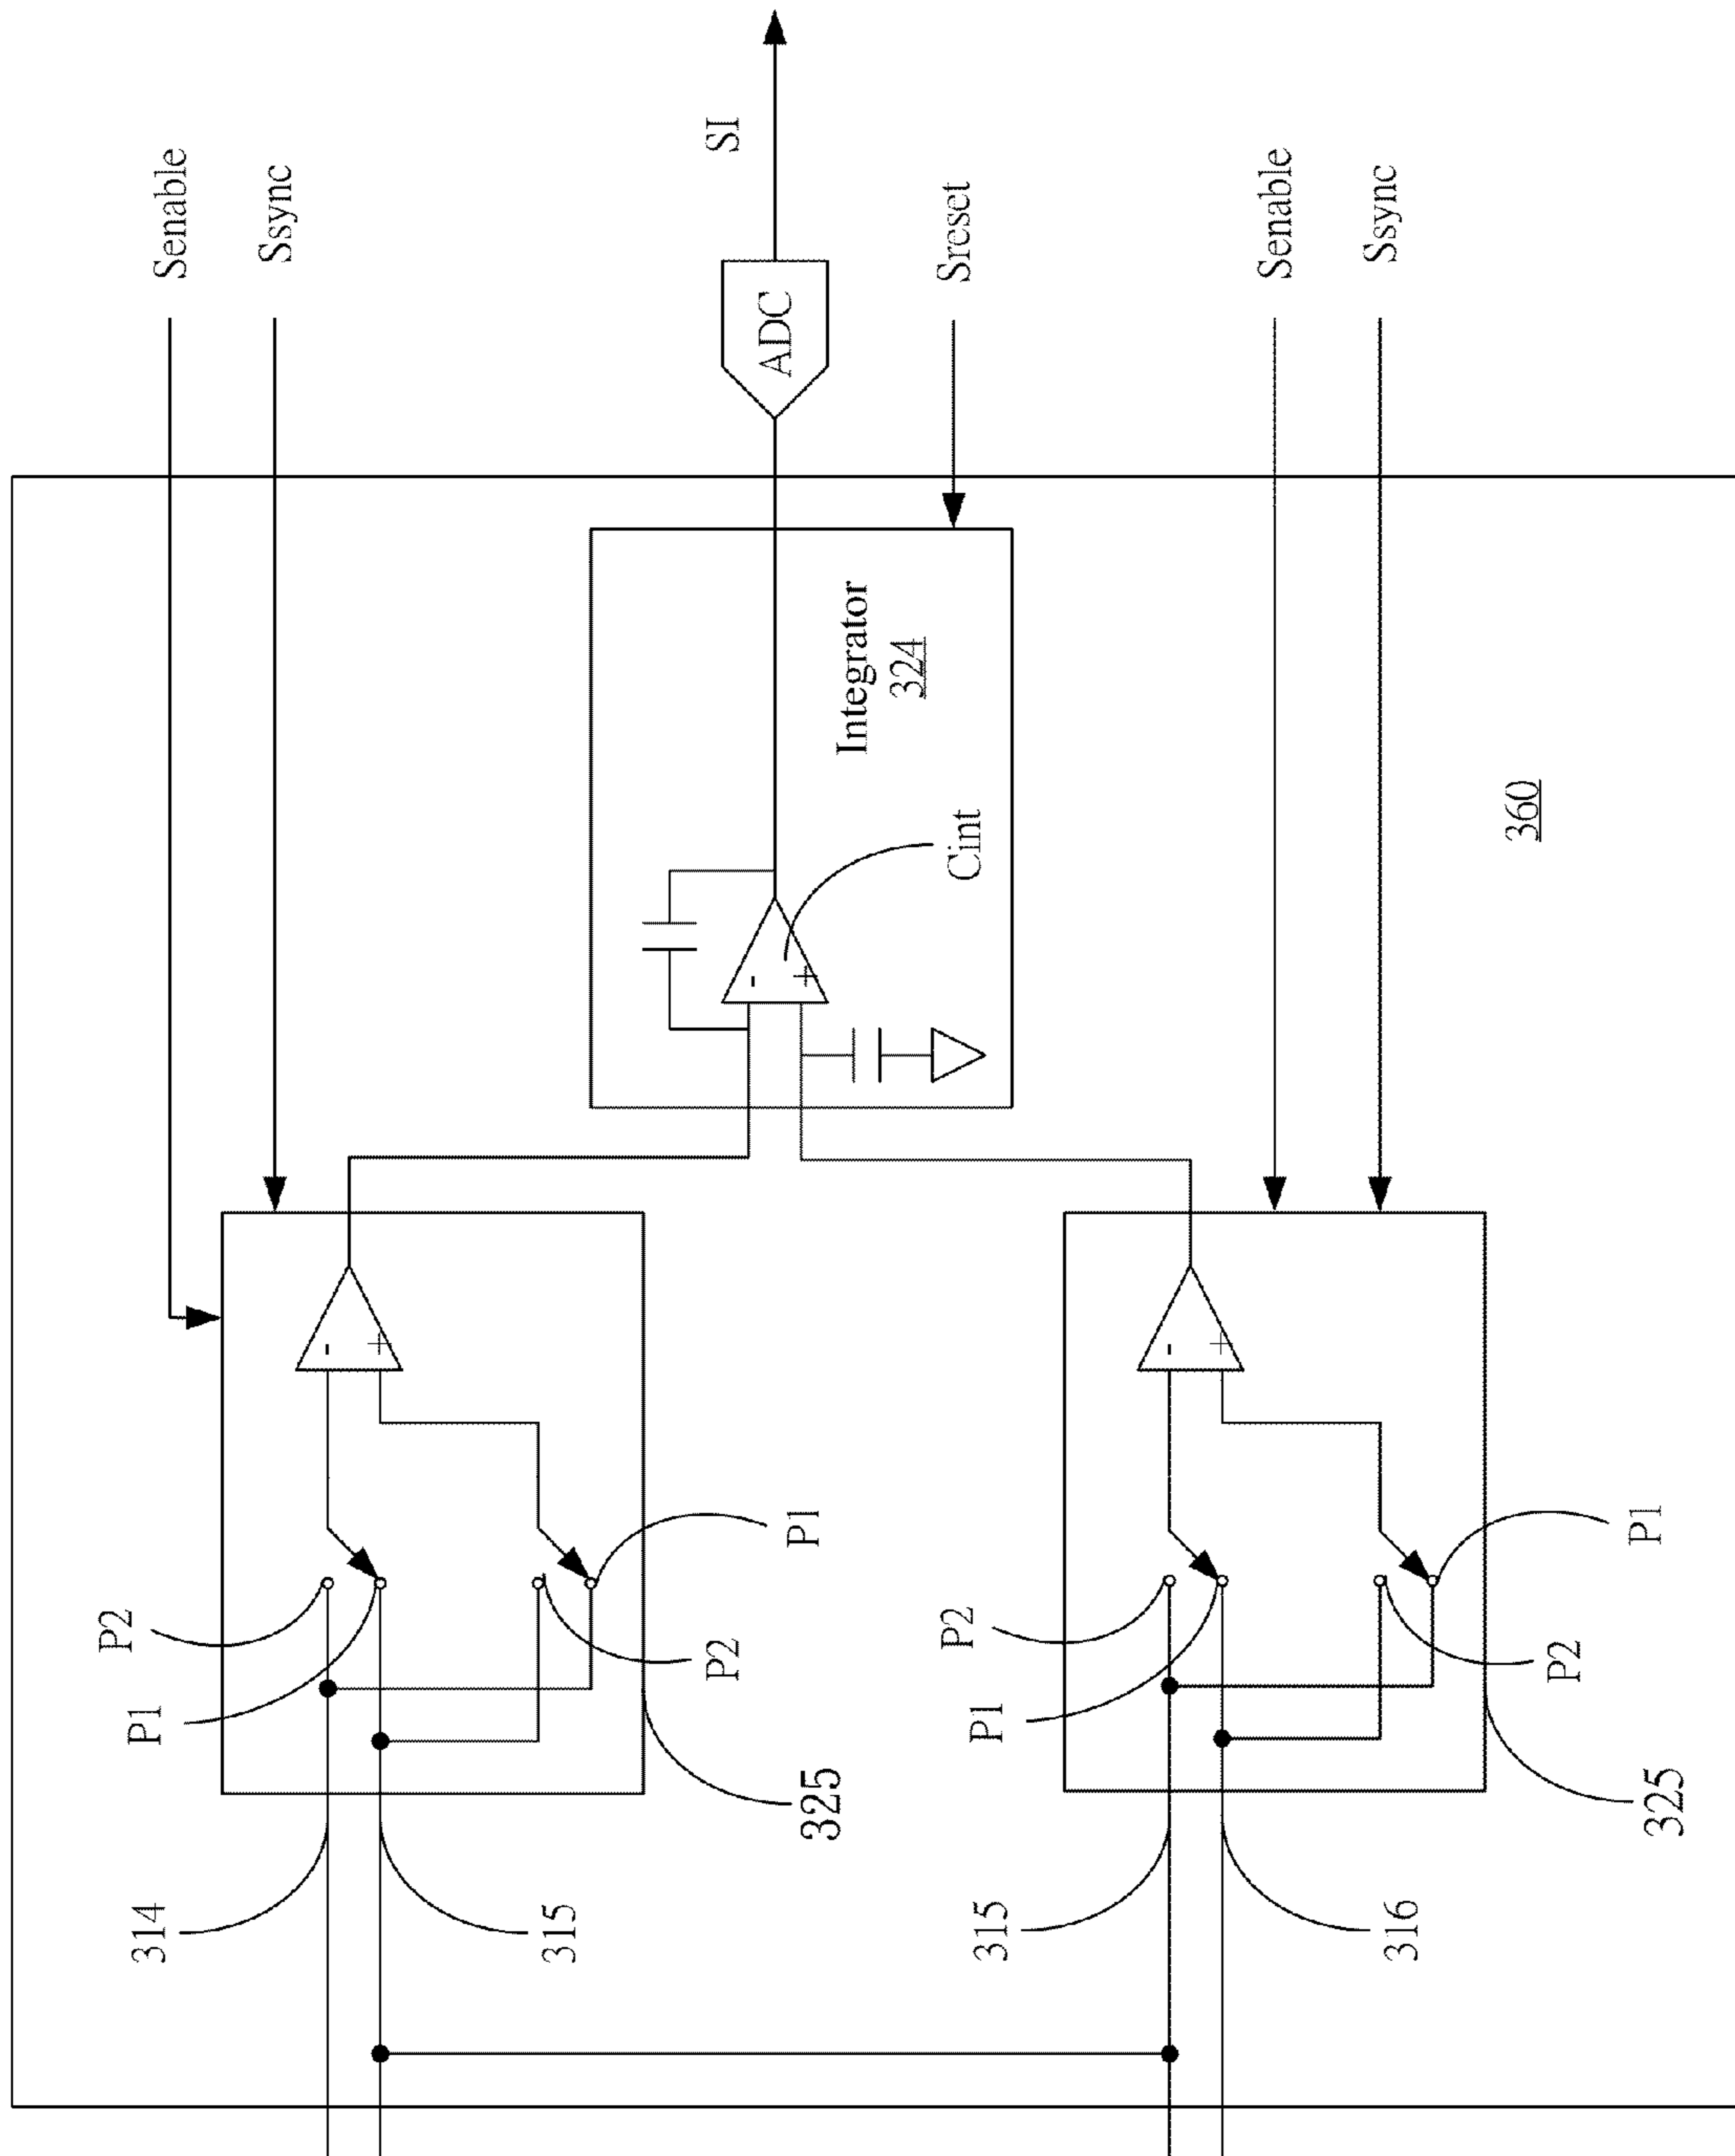 Senable
Ssync
SI
ADC
Sreset
Senable
Ssync
Integrator
324
Cint
360
-
+
-
+
-
+
P2
P1
P2
P1
325
314
315
P2
P1
P2
P1
325
315
316